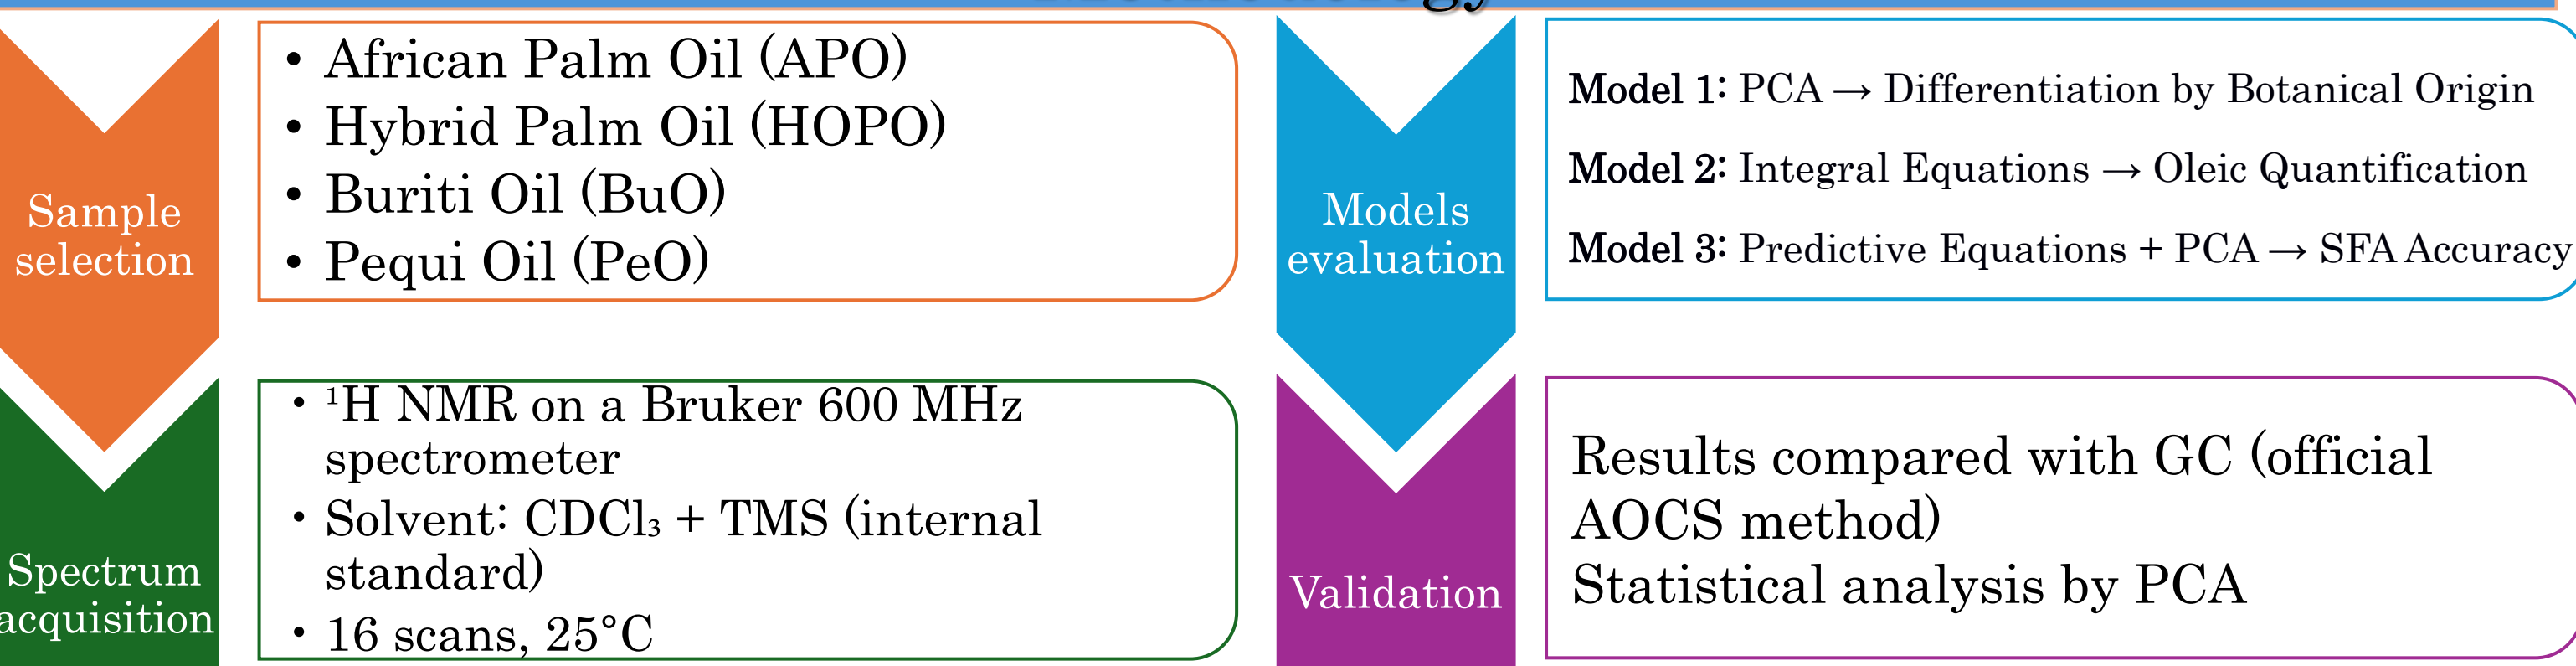 Sample
selection
• African Palm Oil (APO)
• Hybrid Palm Oil (HOPO)
• Buriti Oil (BuO)
• Pequi Oil (PeO)
Spectrum
acquisition
• ¹H NMR on a Bruker 600 MHz
spectrometer
• Solvent: CDCl₃ + TMS (internal
standard)
• 16 scans, 25°C
Models
evaluation
Model 1: PCA → Differentiation by Botanical Origin
Model 2: Integral Equations → Oleic Quantification
Model 3: Predictive Equations + PCA → SFA Accuracy
Validation
Results compared with GC (official
AOCS method)
Statistical analysis by PCA